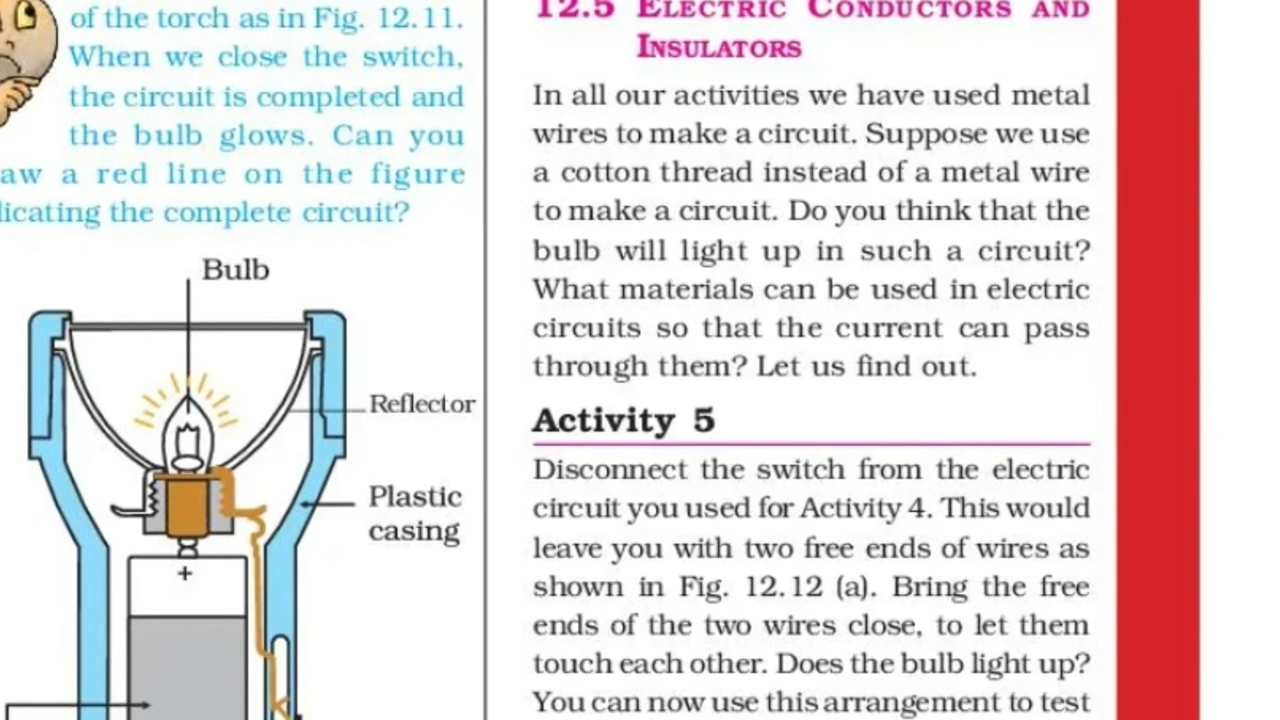 of the torch as in Fig. 12.11.
When we close the switch,
the circuit is completed and
the bulb glows. Can you
aw a red line on the figure
licating the complete circuit?
Bulb
Reflector
Plastic
casing
+
12.5 ELECTRIC CONDUCTORS AND
INSULATORS
In all our activities we have used metal
wires to make a circuit. Suppose we use
a cotton thread instead of a metal wire
to make a circuit. Do you think that the
bulb will light up in such a circuit?
What materials can be used in electric
circuits so that the current can pass
through them? Let us find out.
Activity 5
Disconnect the switch from the electric
circuit you used for Activity 4. This would
leave you with two free ends of wires as
shown in Fig. 12.12 (a). Bring the free
ends of the two wires close, to let them
touch each other. Does the bulb light up?
You can now use this arrangement to test